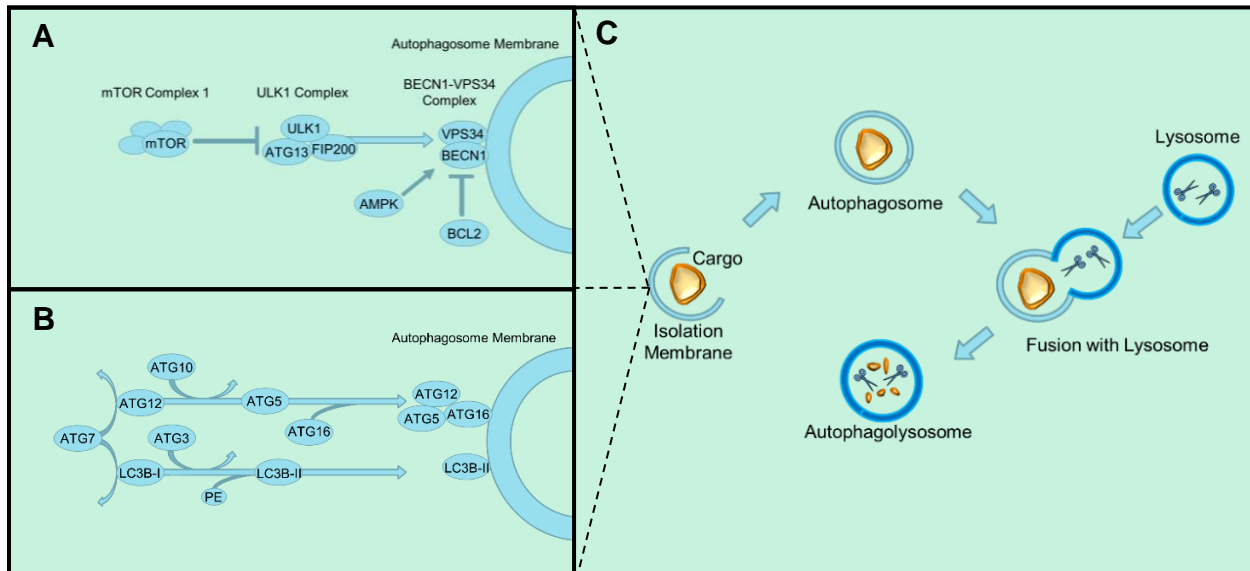 A
Autophagosome Membrane
mTOR Complex 1
ULK1 Complex
BECN1-VPS34
Complex
mTOR
ULK1
ATG13
FIP200
VPS34
BECN1
AMPK
BCL2
B
Autophagosome Membrane
ATG10
ATG12
ATG5
ATG16
ATG7
ATG3
LC3B-I
PE
LC3B-II
ATG12
ATG5
ATG16
LC3B-II
C
Lysosome
Autophagosome
Cargo
Isolation
Membrane
Fusion with Lysosome
Autophagolysosome